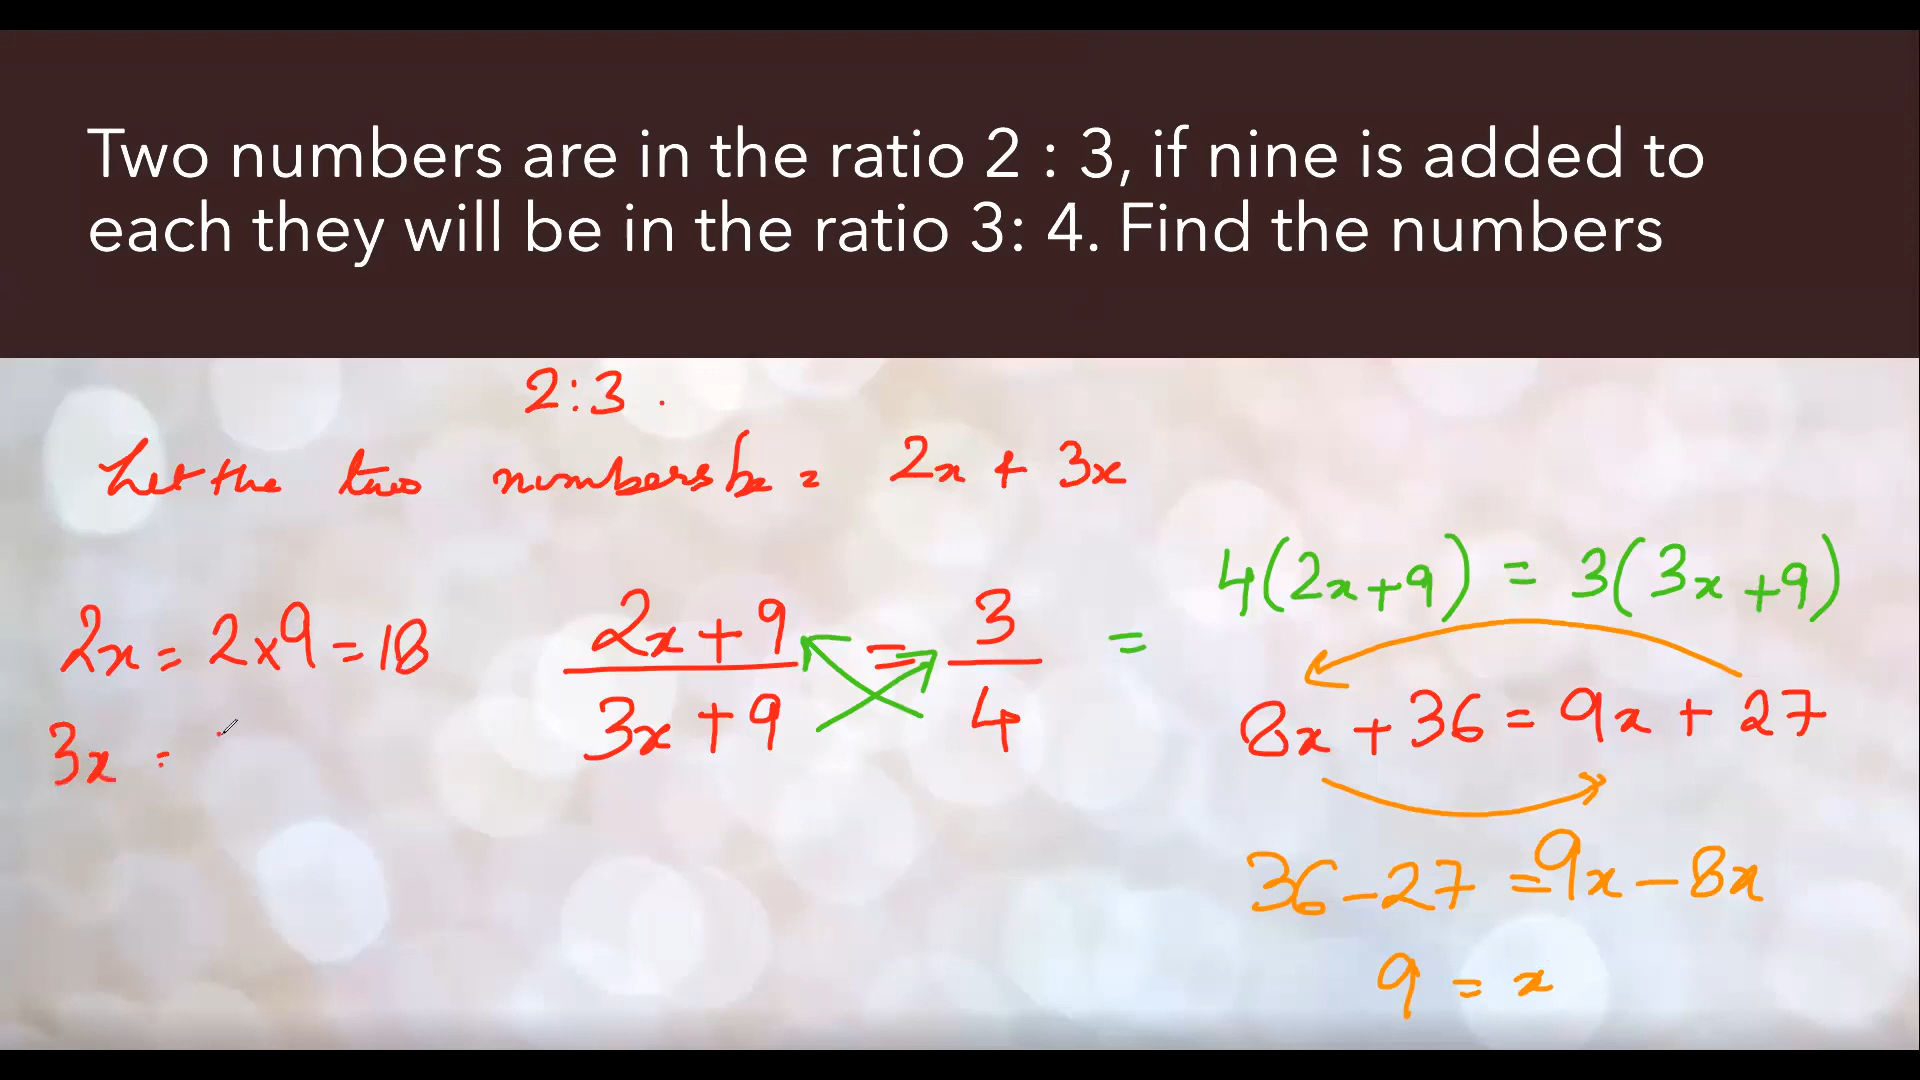 Two numbers are in the ratio 2 : 3, if nine is added to
each they will be in the ratio 3: 4. Find the numbers
2:3 .
Let the two numbers be = 2x + 3x
2x = 2x9 = 18
3x =
2x+9 = 3 =
3x+9 4
4(2x+9) = 3(3x+9)
8x + 36 = 9x + 27
36-27 = 9x - 8x
9 = x